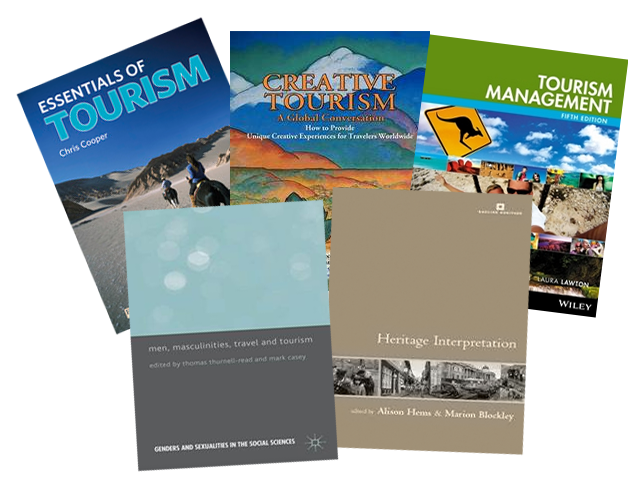 ESSENTIALS OF
TOURISM
Chris Cooper
CREATIVE
TOURISM
A Global Conversation
How to Provide
Unique Creative Experiences for Travelers Worldwide
TOURISM
MANAGEMENT
FIFTH EDITION
LAURA LAWTON
WILEY
men, masculinities, travel and tourism
edited by thomas thurnell-read and mark casey
GENDERS AND SEXUALITIES IN THE SOCIAL SCIENCES
ENGLISH HERITAGE
Heritage Interpretation
edited by Alison Hems & Marion Blockley